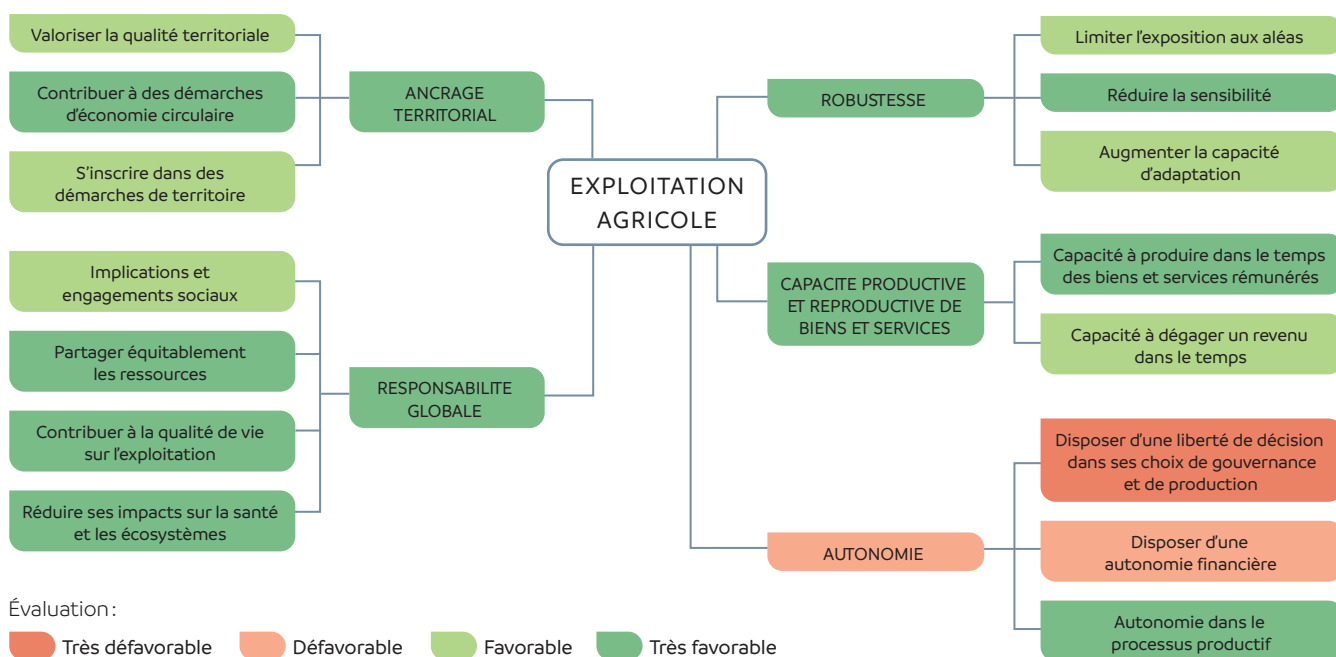 Valoriser la qualité territoriale
Contribuer à des démarches
d'économie circulaire
S'inscrire dans des
démarches de territoire
ANCRAGE
TERRITORIAL
Implications et
engagements sociaux
Partager équitablement
les ressources
Contribuer à la qualité de vie
sur l'exploitation
Réduire ses impacts sur la santé
et les écosystèmes
RESPONSABILITE
GLOBALE
EXPLOITATION
AGRICOLE
ROBUSTESSE
Limiter l'exposition aux aléas
Réduire la sensibilité
Augmenter la capacité
d'adaptation
CAPACITE PRODUCTIVE
ET REPRODUCTIVE DE
BIENS ET SERVICES
Capacité à produire dans le temps
des biens et services rémunérés
Capacité à dégager un revenu
dans le temps
AUTONOMIE
Disposer d'une liberté de décision
dans ses choix de gouvernance
et de production
Disposer d'une
autonomie financière
Autonomie dans le
processus productif
Évaluation :
Très défavorable
Défavorable
Favorable
Très favorable